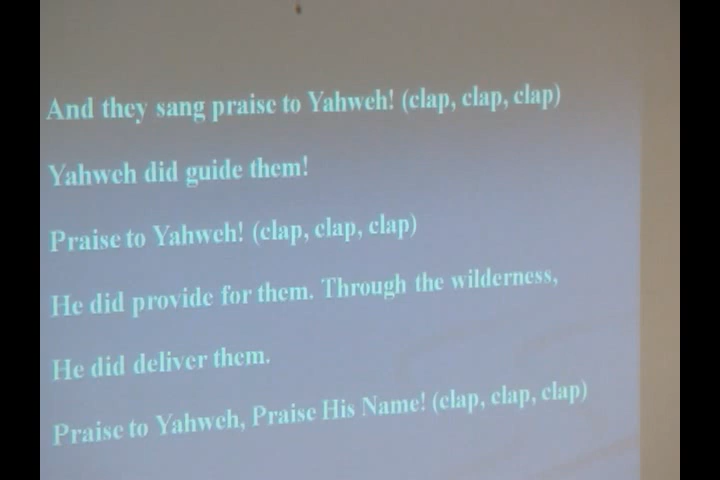 And they sang praise to Yahweh! (clap, clap, clap)
Yahweh did guide them!
Praise to Yahweh! (clap, clap, clap)
He did provide for them. Through the wilderness,
He did deliver them.
Praise to Yahweh, Praise His Name! (clap, clap, clap)